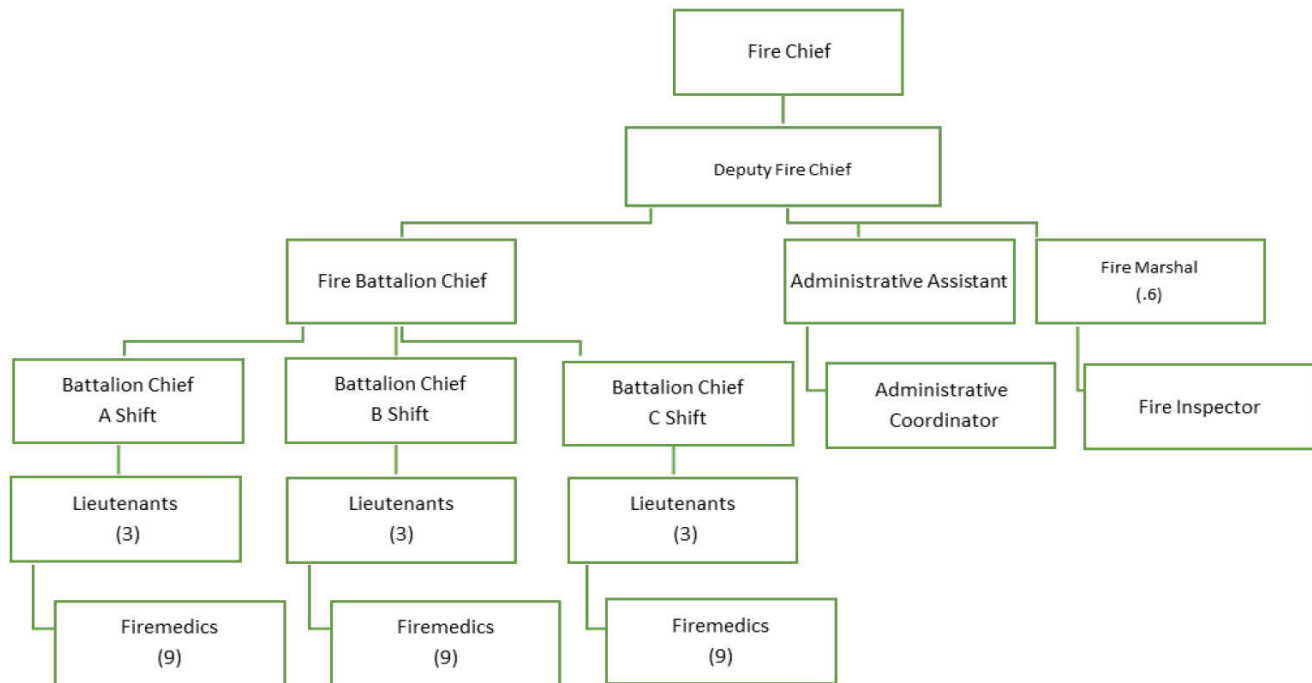 Fire Chief
Deputy Fire Chief
Fire Battalion Chief
Administrative Assistant
Fire Marshal
(.6)
Battalion Chief
A Shift
Battalion Chief
B Shift
Battalion Chief
C Shift
Administrative
Coordinator
Fire Inspector
Lieutenants
(3)
Lieutenants
(3)
Lieutenants
(3)
Firemedics
(9)
Firemedics
(9)
Firemedics
(9)